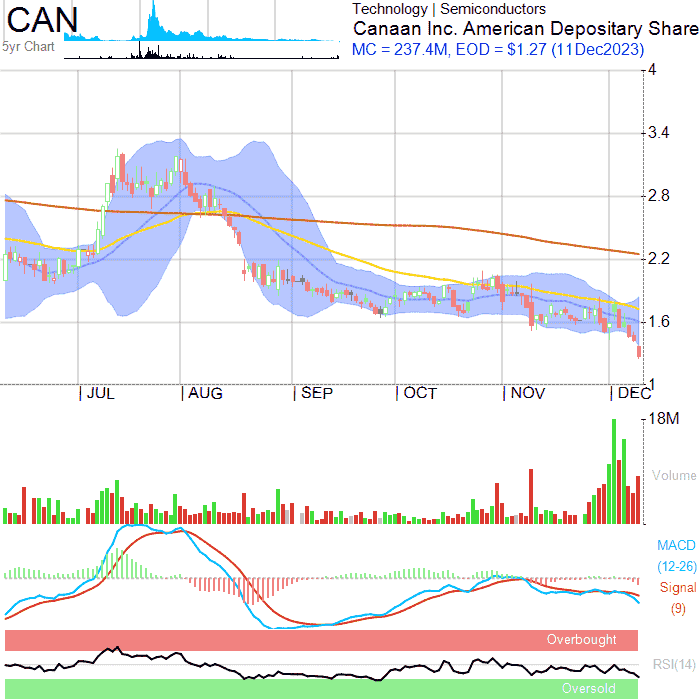 CAN
5yr Chart
Technology | Semiconductors
Canaan Inc. American Depositary Share
MC = 237.4M, EOD = $1.27 (11Dec2023)
4
3.4
2.8
2.2
1.6
1
JUL
AUG
SEP
OCT
NOV
DEC
18M
Volume
MACD
(12-26)
Signal
(9)
Overbought
RSI(14)
Oversold